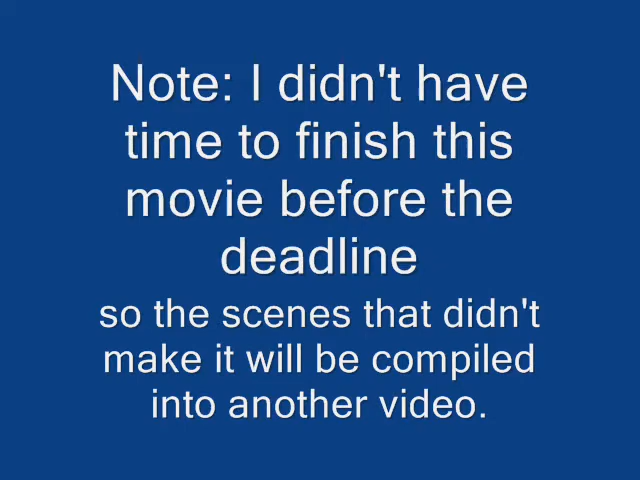 Note: I didn't have
time to finish this
movie before the
deadline
so the scenes that didn't
make it will be compiled
into another video.